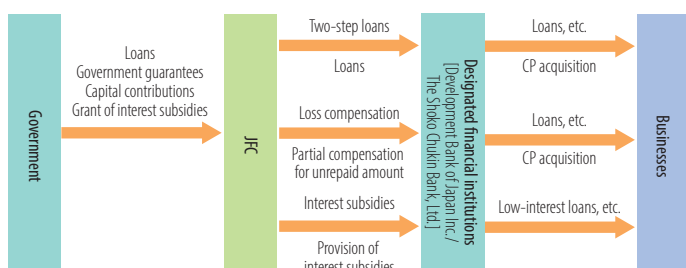 Government
Loans
Government guarantees
Capital contributions
Grant of interest subsidies
JFC
Two-step loans
Loans
Loss compensation
Partial compensation
for unrepaid amount
Interest subsidies
Provision of
interest subsidies
Designated financial institutions
[Development Bank of Japan Inc./
The Shoko Chukin Bank, Ltd.]
Loans, etc.
CP acquisition
Loans, etc.
CP acquisition
Low-interest loans, etc.
Businesses